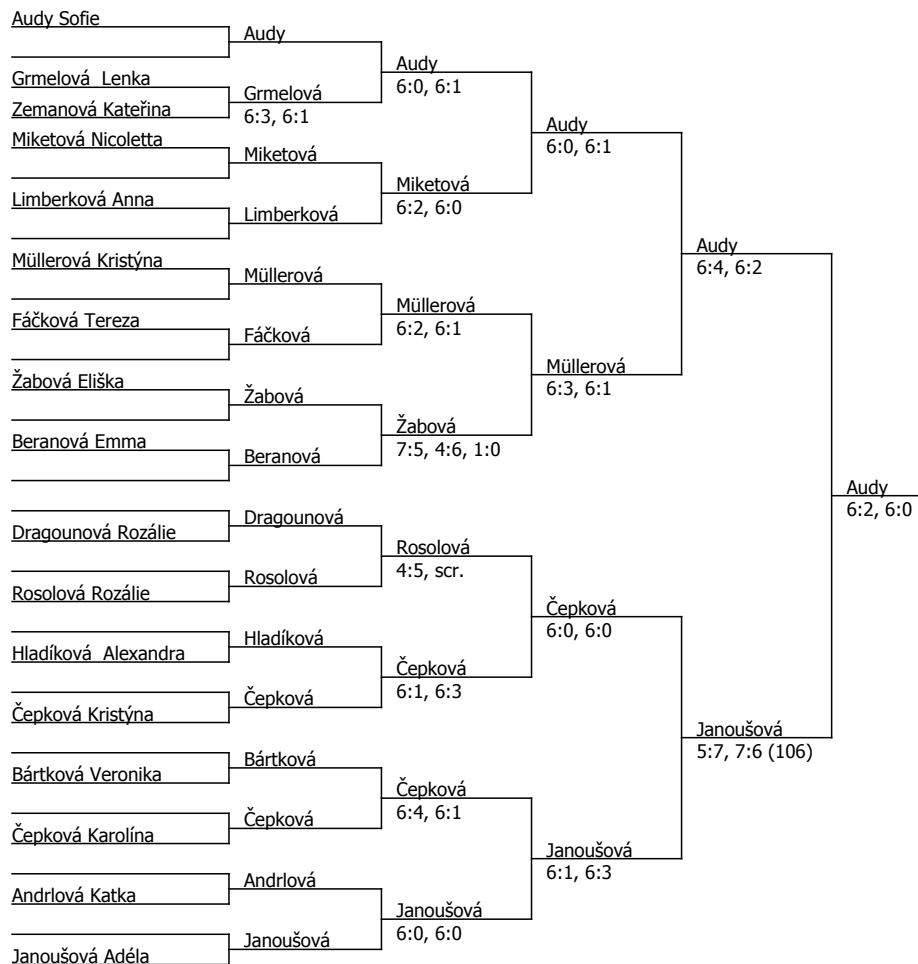 Audy Sofie
Grmelová  Lenka
Zemanová Kateřina
Miketová Nicoletta
Limberková Anna
Müllerová Kristýna
Fáčková Tereza
Žabová Eliška
Beranová Emma
Dragounová Rozálie
Rosolová Rozálie
Hladíková  Alexandra
Čepková Kristýna
Bártková Veronika
Čepková Karolína
Andrlová Katka
Janoušová Adéla
Audy
Grmelová
6:3, 6:1
Miketová
Limberková
Müllerová
Fáčková
Žabová
Beranová
Dragounová
Rosolová
Hladíková
Čepková
Bártková
Čepková
Andrlová
Janoušová
Audy
6:0, 6:1
Miketová
6:2, 6:0
Müllerová
6:2, 6:1
Žabová
7:5, 4:6, 1:0
Rosolová
4:5, scr.
Čepková
6:1, 6:3
Čepková
6:4, 6:1
Janoušová
6:0, 6:0
Audy
6:0, 6:1
Müllerová
6:3, 6:1
Čepková
6:0, 6:0
Janoušová
6:1, 6:3
Audy
6:4, 6:2
Janoušová
5:7, 7:6 (106)
Audy
6:2, 6:0